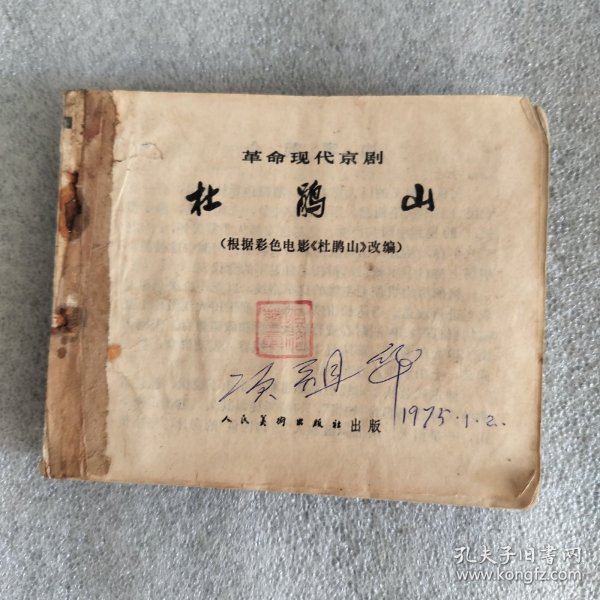 革命现代京剧
杜鹃山
(根据彩色电影《杜鹃山》改编)
项祖华
人民美术出版社 出版
1975.1.2.
孔夫子旧书网
www.kongfz.com